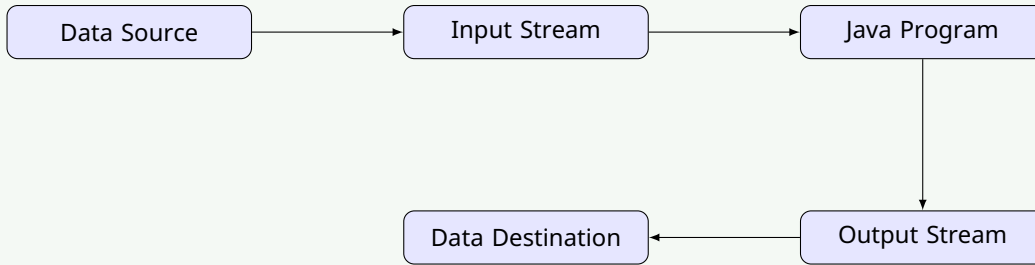 Data Source
Input Stream
Java Program
Data Destination
Output Stream